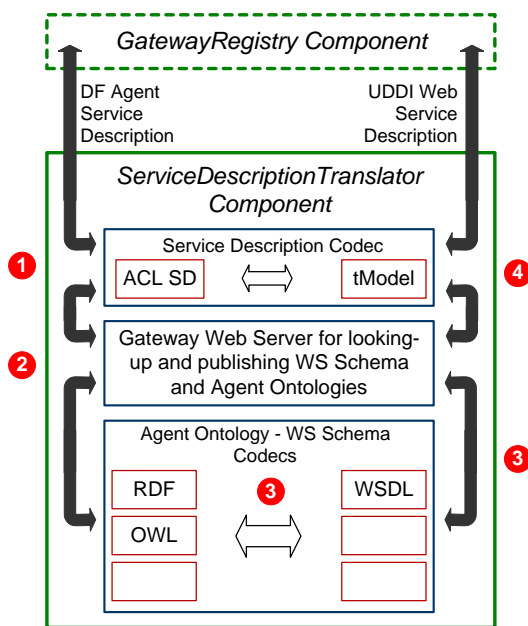 GatewayRegistry Component
DF Agent
Service
Description
UDDI Web
Service
Description
ServiceDescriptionTranslator
Component
1
Service Description Codec
4
ACL SD
tModel
2
Gateway Web Server for looking-
up and publishing WS Schema
and Agent Ontologies
Agent Ontology - WS Schema
Codecs
3
RDF
3
WSDL
OWL